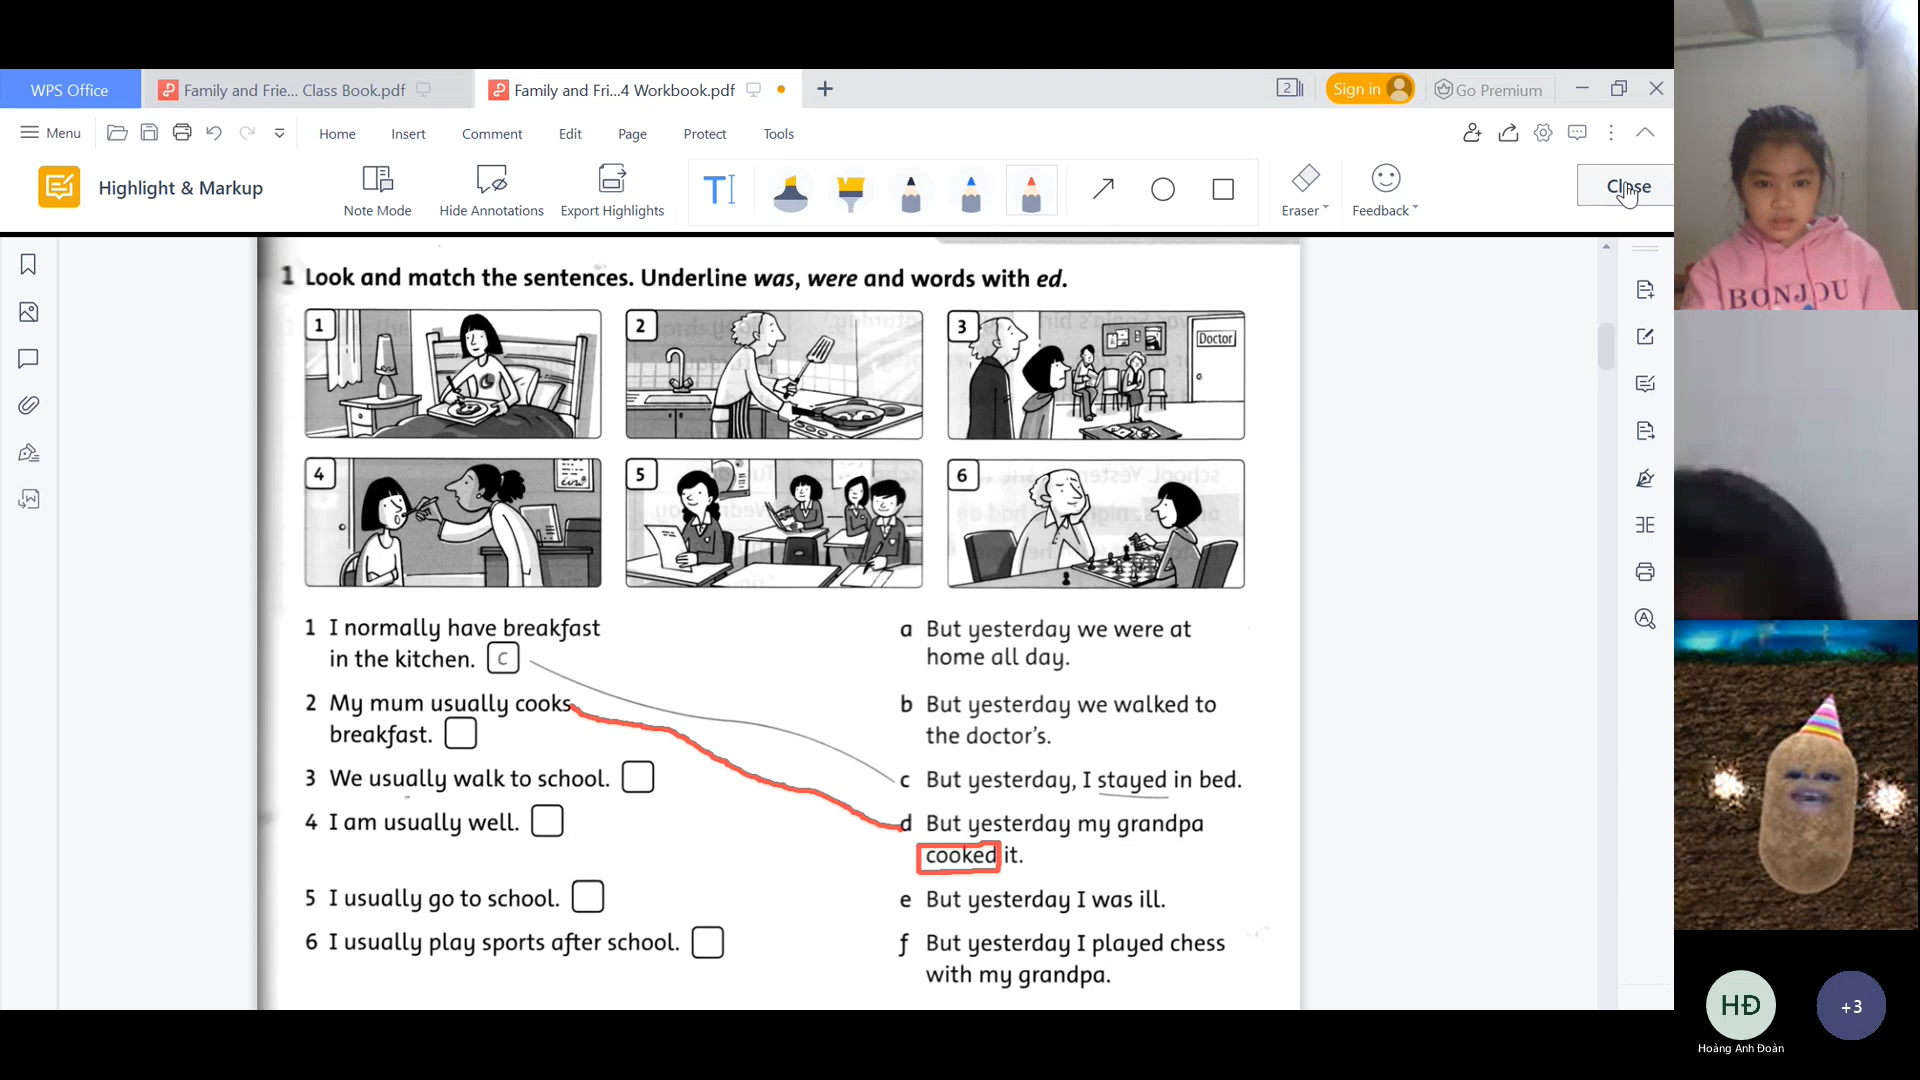 WPS Office
Family and Frie... Class Book.pdf
Family and Fri...4 Workbook.pdf
2
Sign in
Go Premium
Menu
Home
Insert
Comment
Edit
Page
Protect
Tools
Highlight & Markup
Note Mode
Hide Annotations
Export Highlights
Eraser
Feedback
Close
1 Look and match the sentences. Underline was, were and words with ed.
1
2
3
Doctor
4
5
6
1 I normally have breakfast
in the kitchen. c
2 My mum usually cooks
breakfast.
3 We usually walk to school.
4 I am usually well.
5 I usually go to school.
6 I usually play sports after school.
a But yesterday we were at
home all day.
b But yesterday we walked to
the doctor's.
c But yesterday, I stayed in bed.
d But yesterday my grandpa
cooked it.
e But yesterday I was ill.
f But yesterday I played chess
with my grandpa.
BONJOU
HĐ
Hoàng Anh Đoàn
+3